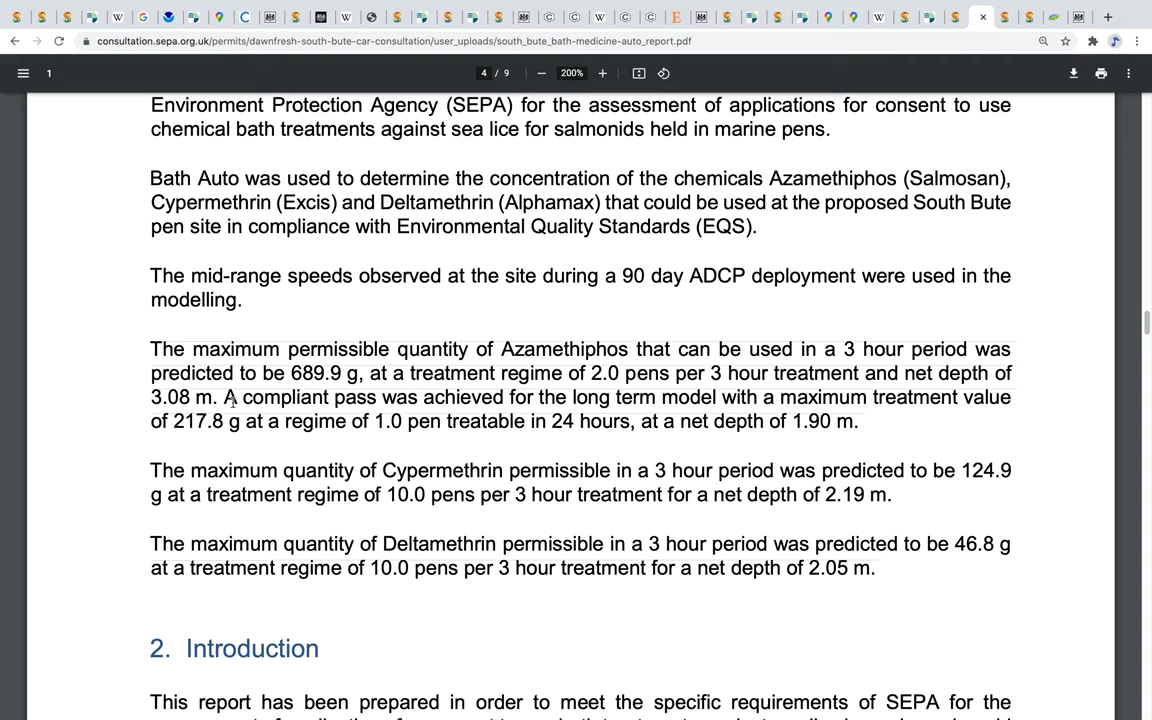 consultation.sepa.org.uk/permits/dawnfresh-south-bute-car-consultation/user_uploads/south_bute_bath-medicine-auto_report.pdf
1
4 / 9
200%
Environment Protection Agency (SEPA) for the assessment of applications for consent to use
chemical bath treatments against sea lice for salmonids held in marine pens.
Bath Auto was used to determine the concentration of the chemicals Azamethiphos (Salmosan),
Cypermethrin (Excis) and Deltamethrin (Alphamax) that could be used at the proposed South Bute
pen site in compliance with Environmental Quality Standards (EQS).
The mid-range speeds observed at the site during a 90 day ADCP deployment were used in the
modelling.
The maximum permissible quantity of Azamethiphos that can be used in a 3 hour period was
predicted to be 689.9 g, at a treatment regime of 2.0 pens per 3 hour treatment and net depth of
3.08 m. A compliant pass was achieved for the long term model with a maximum treatment value
of 217.8 g at a regime of 1.0 pen treatable in 24 hours, at a net depth of 1.90 m.
The maximum quantity of Cypermethrin permissible in a 3 hour period was predicted to be 124.9
g at a treatment regime of 10.0 pens per 3 hour treatment for a net depth of 2.19 m.
The maximum quantity of Deltamethrin permissible in a 3 hour period was predicted to be 46.8 g
at a treatment regime of 10.0 pens per 3 hour treatment for a net depth of 2.05 m.
2. Introduction
This report has been prepared in order to meet the specific requirements of SEPA for the